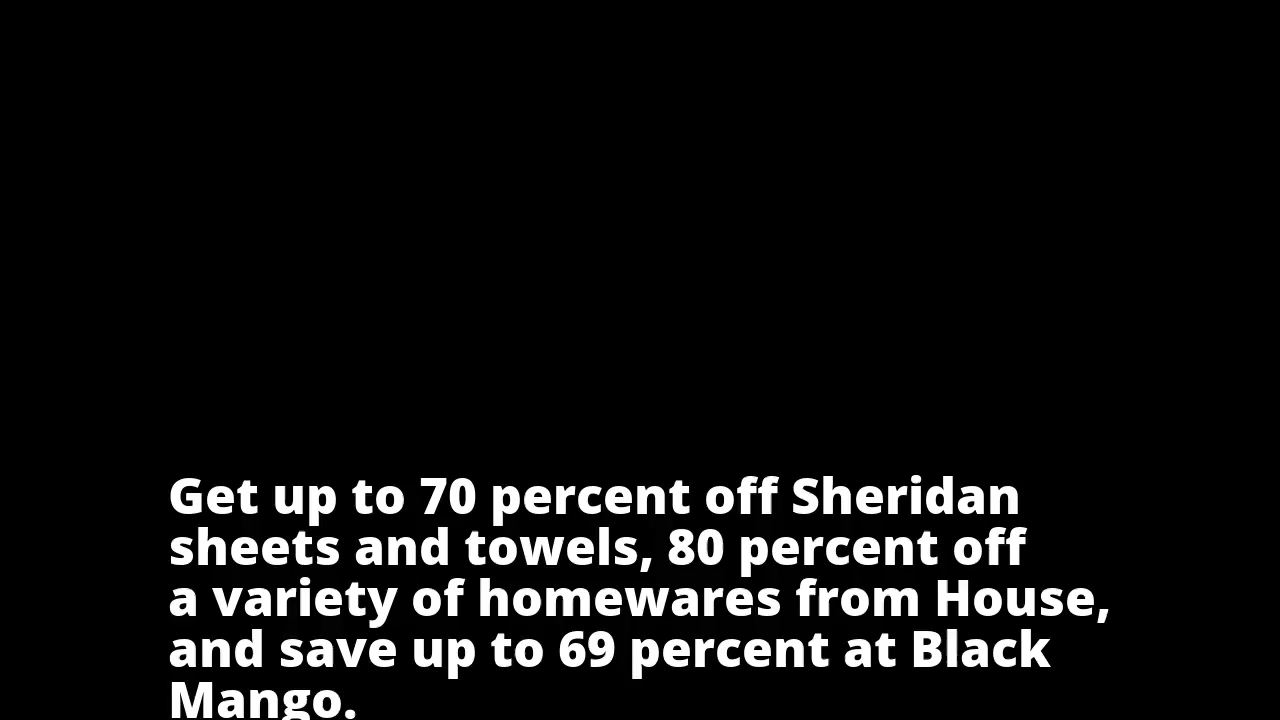 Get up to 70 percent off Sheridan
sheets and towels, 80 percent off
a variety of homewares from House,
and save up to 69 percent at Black
Mango.